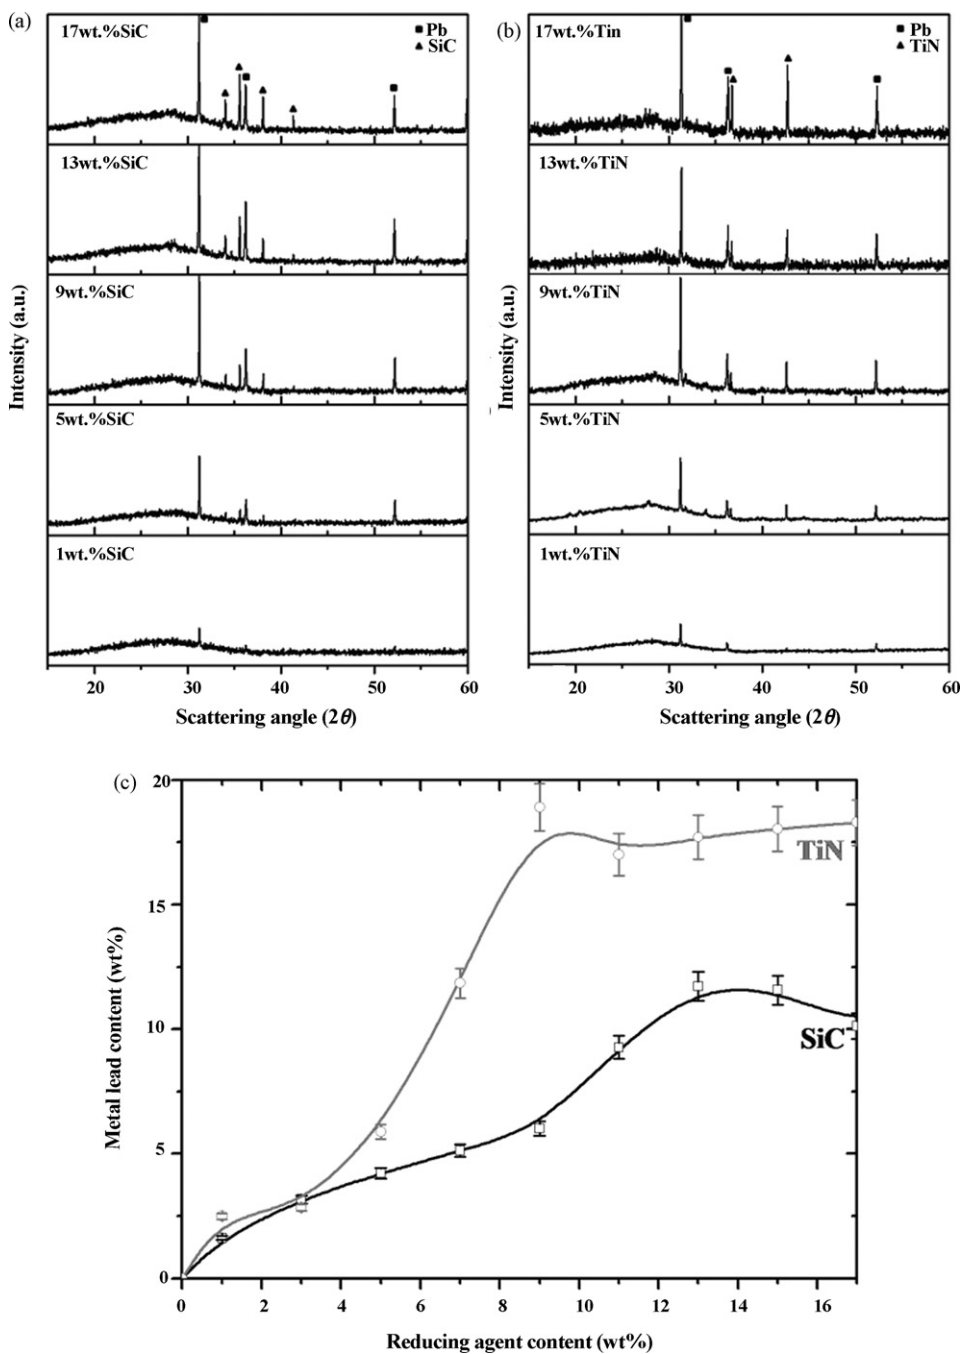 (a)
17wt.%SiC
■ Pb
▲ SiC
13wt.%SiC
9wt.%SiC
5wt.%SiC
1wt.%SiC
Intensity (a.u.)
20 30 40 50 60
Scattering angle (2θ)
(b)
17wt.%Tin
■ Pb
▲ TiN
13wt.%TiN
9wt.%TiN
5wt.%TiN
1wt.%TiN
Intensity (a.u.)
20 30 40 50 60
Scattering angle (2θ)
(c)
20
15
10
5
0
Metal lead content (wt%)
TiN
SiC
0 2 4 6 8 10 12 14 16
Reducing agent content (wt%)